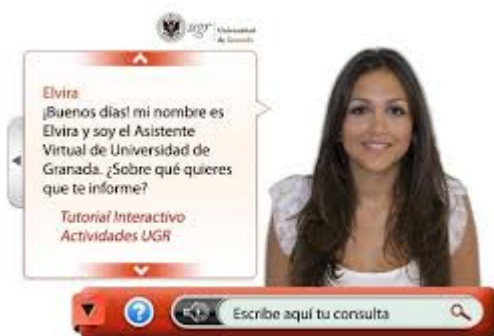 ugr Universidad
de Granada
Elvira
¡Buenos días! mi nombre es
Elvira y soy el Asistente
Virtual de Universidad de
Granada. ¿Sobre qué quieres
que te informe?
Tutorial Interactivo
Actividades UGR
? Escribe aquí tu consulta